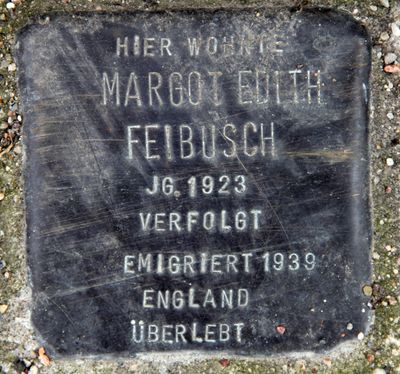 HIER WOHNTE
MARGOT EDITH
FEIBUSCH
JG. 1923
VERFOLGT
EMIGRIERT 1939
ENGLAND
ÜBERLEBT